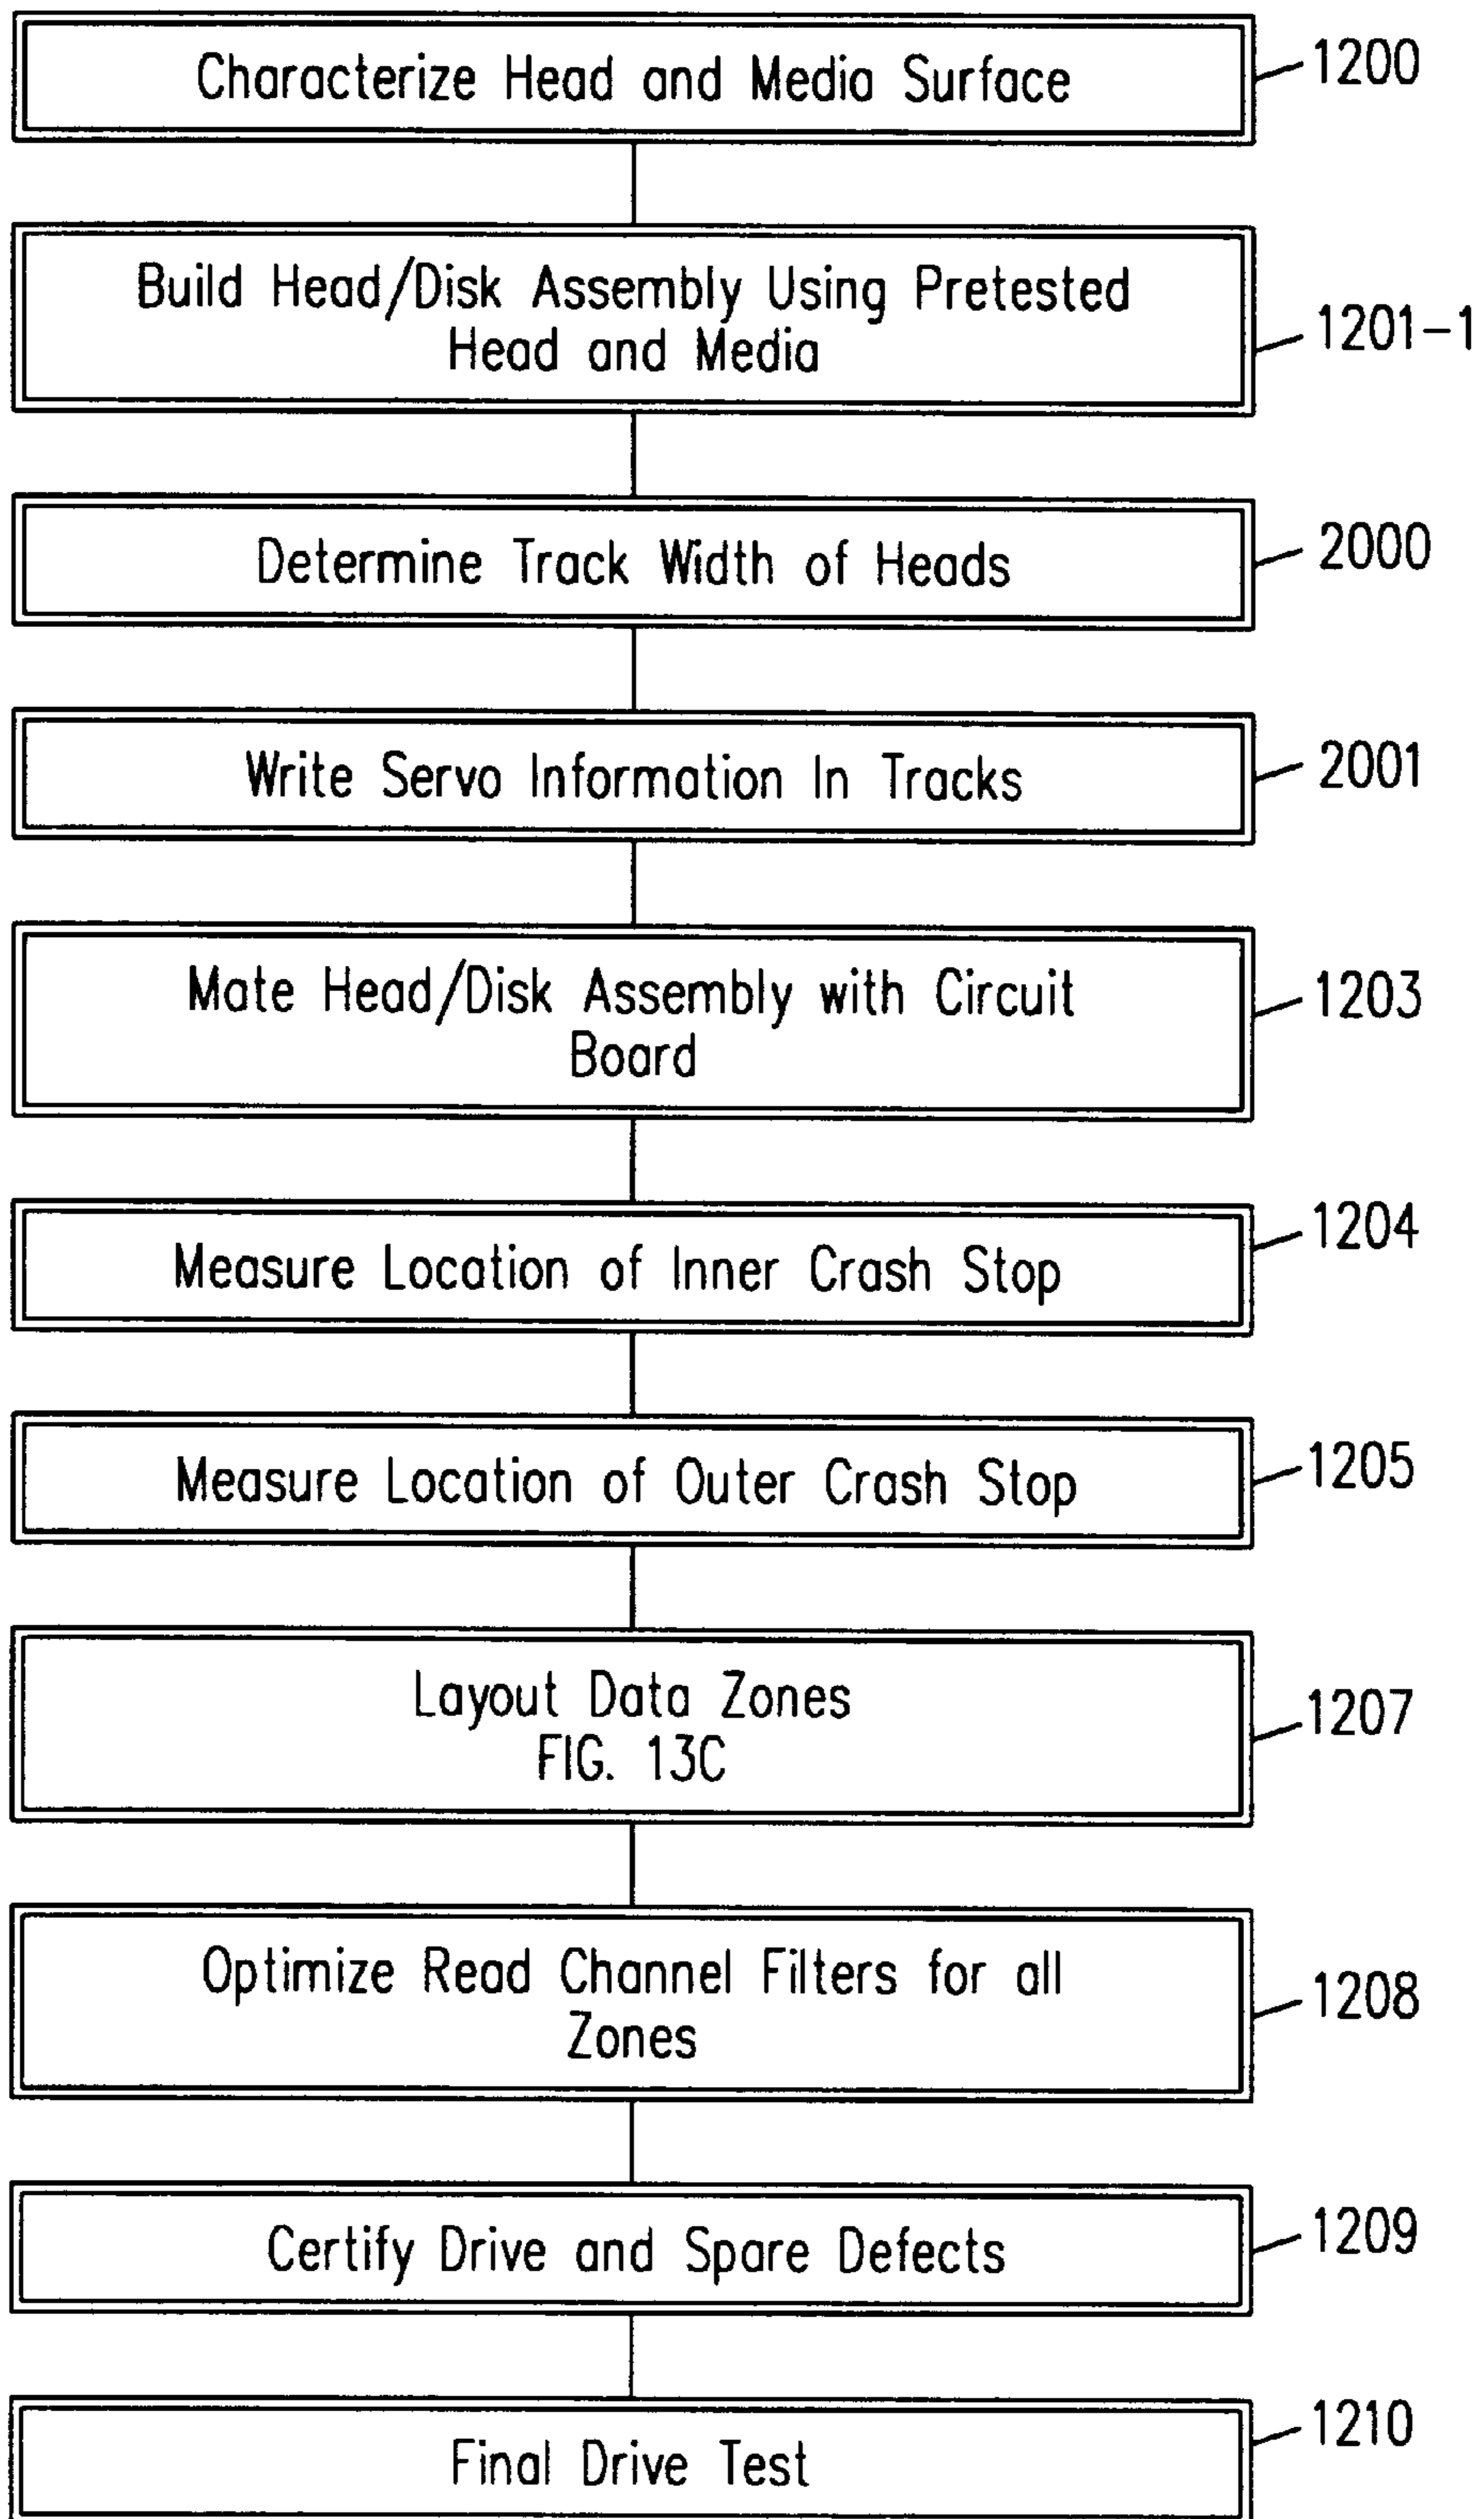 Characterize Head and Media Surface
1200
Build Head/Disk Assembly Using Pretested
Head and Media
1201-1
Determine Track Width of Heads
2000
Write Servo Information In Tracks
2001
Mate Head/Disk Assembly with Circuit
Board
1203
Measure Location of Inner Crash Stop
1204
Measure Location of Outer Crash Stop
1205
Layout Data Zones
FIG. 13C
1207
Optimize Read Channel Filters for all
Zones
1208
Certify Drive and Spare Defects
1209
Final Drive Test
1210